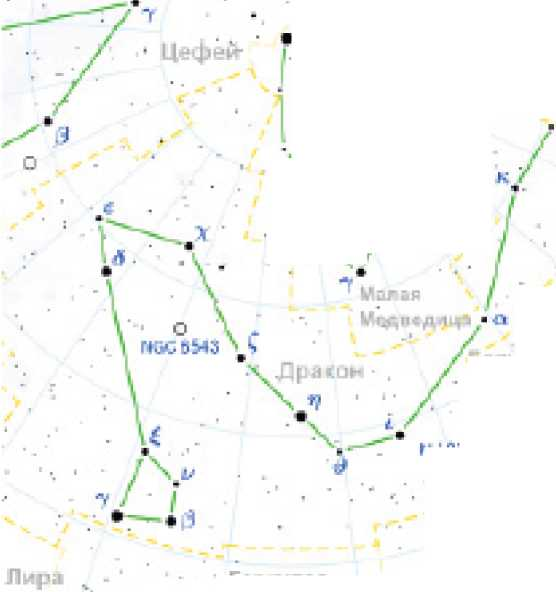 γ
Цефей
β
κ
ε
χ
δ
γ
Малая
Медведица
α
ζ
NGC 6543
Дракон
η
ι
θ
ξ
ν
γ
β
Лира